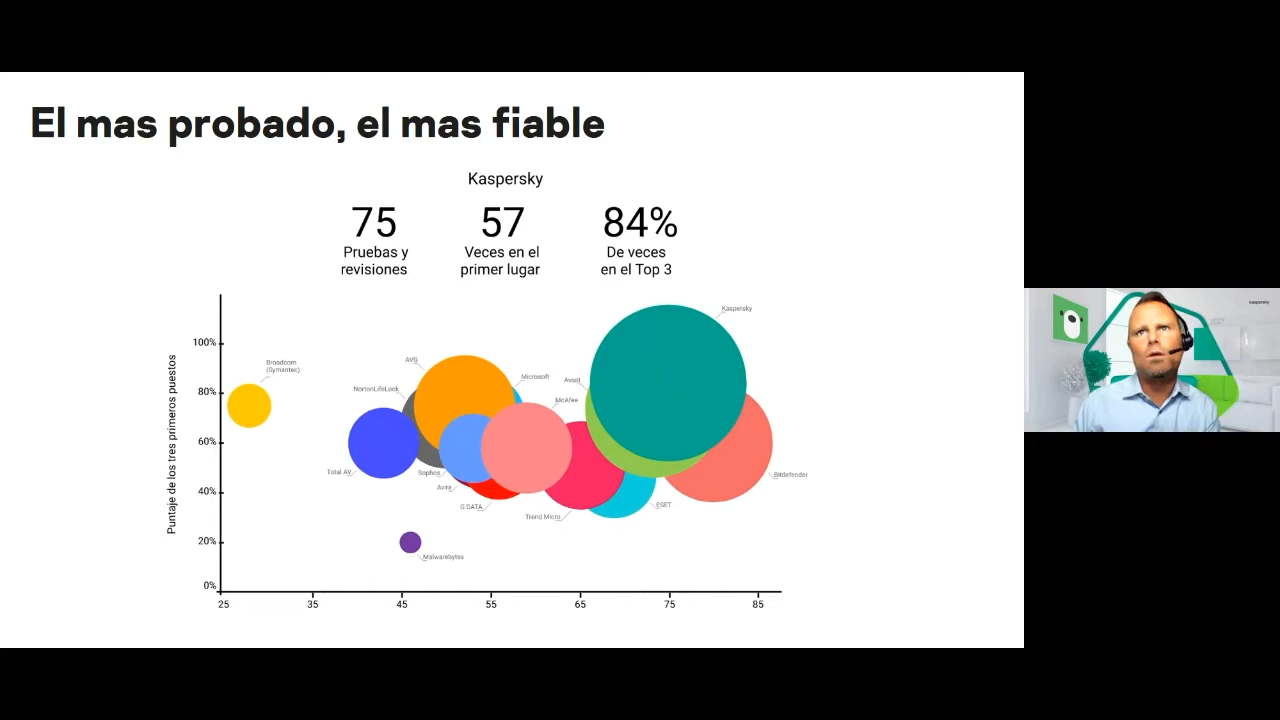 El mas probado, el mas fiable
Kaspersky
75
Pruebas y
revisiones
57
Veces en el
primer lugar
84%
De veces
en el Top 3
Puntaje de los tres primeros puestos
100%
80%
60%
40%
20%
0%
25
35
45
55
65
75
85
Broadcom
(Symantec)
AVG
NortonLifeLock
Microsoft
McAfee
Avast
Kaspersky
Total AV
Sophos
Avira
G DATA
Trend Micro
ESET
Bitdefender
Malwarebytes
kaspersky